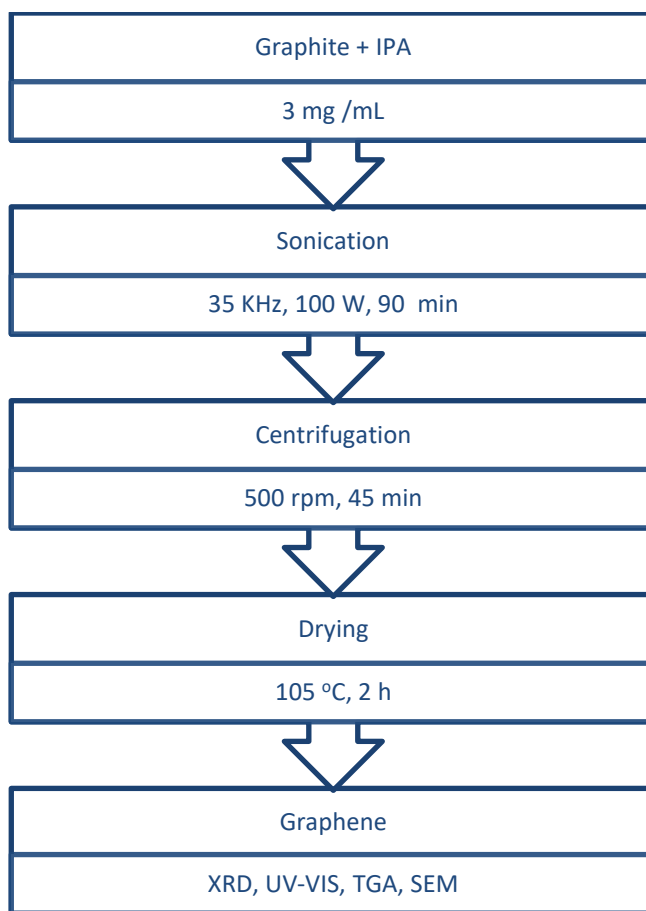 Graphite + IPA
3 mg /mL
Sonication
35 KHz, 100 W, 90  min
Centrifugation
500 rpm, 45 min
Drying
105 ᵒC, 2 h
Graphene
XRD, UV-VIS, TGA, SEM